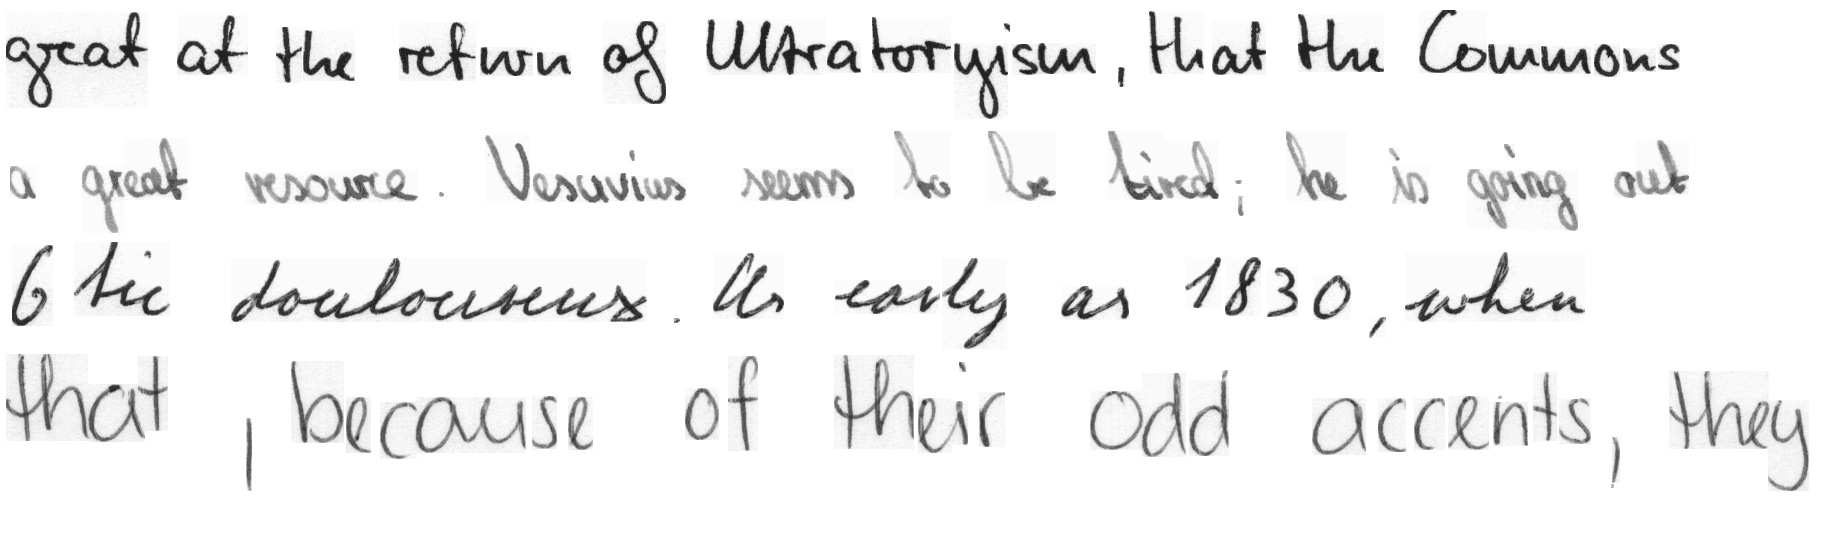 great at the return of Ultratoryism, that the Commons
a great resource. Vesuvius seems to be tired; he is going out
6 tic douloureux. As early as 1830, when
that, because of their odd accents, they